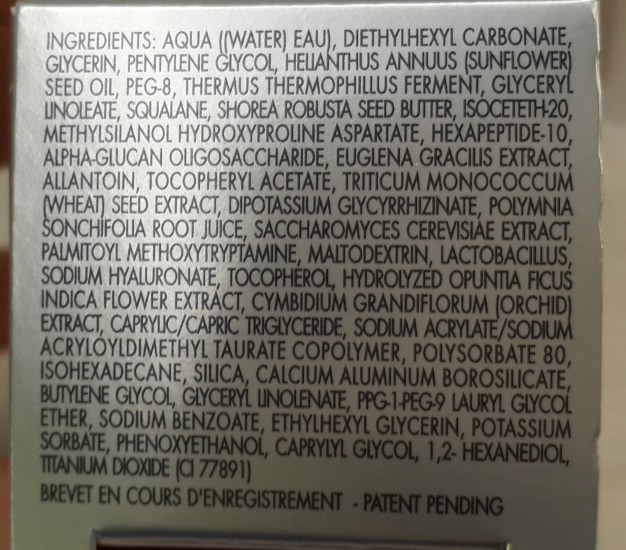 INGREDIENTS: AQUA ((WATER) EAU), DIETHYLHEXYL CARBONATE,
GLYCERIN, PENTYLENE GLYCOL, HELIANTHUS ANNUUS (SUNFLOWER)
SEED OIL, PEG-8, THERMUS THERMOPHILLUS FERMENT, GLYCERYL
LINOLEATE, SQUALANE, SHOREA ROBUSTA SEED BUTTER, ISOCETETH-20,
METHYLSILANOL HYDROXYPROLINE ASPARTATE, HEXAPEPTIDE-10,
ALPHA-GLUCAN OLIGOSACCHARIDE, EUGLENA GRACILIS EXTRACT,
ALLANTOIN, TOCOPHERYL ACETATE, TRITICUM MONOCOCCUM
(WHEAT) SEED EXTRACT, DIPOTASSIUM GLYCYRRHIZINATE, POLYMNIA
SONCHIFOLIA ROOT JUICE, SACCHAROMYCES CEREVISIAE EXTRACT,
PALMITOYL METHOXYTRYPTAMINE, MALTODEXTRIN, LACTOBACILLUS,
SODIUM HYALURONATE, TOCOPHEROL, HYDROLYZED OPUNTIA FICUS
INDICA FLOWER EXTRACT, CYMBIDIUM GRANDIFLORUM (ORCHID)
EXTRACT, CAPRYLIC/CAPRIC TRIGLYCERIDE, SODIUM ACRYLATE/SODIUM
ACRYLOYLDIMETHYL TAURATE COPOLYMER, POLYSORBATE 80,
ISOHEXADECANE, SILICA, CALCIUM ALUMINUM BOROSILICATE,
BUTYLENE GLYCOL, GLYCERYL LINOLENATE, PPG-1-PEG-9 LAURYL GLYCOL
ETHER, SODIUM BENZOATE, ETHYLHEXYL GLYCERIN, POTASSIUM
SORBATE, PHENOXYETHANOL, CAPRYLYL GLYCOL, 1,2- HEXANEDIOL,
TITANIUM DIOXIDE (CI 77891)
BREVET EN COURS D'ENREGISTREMENT - PATENT PENDING